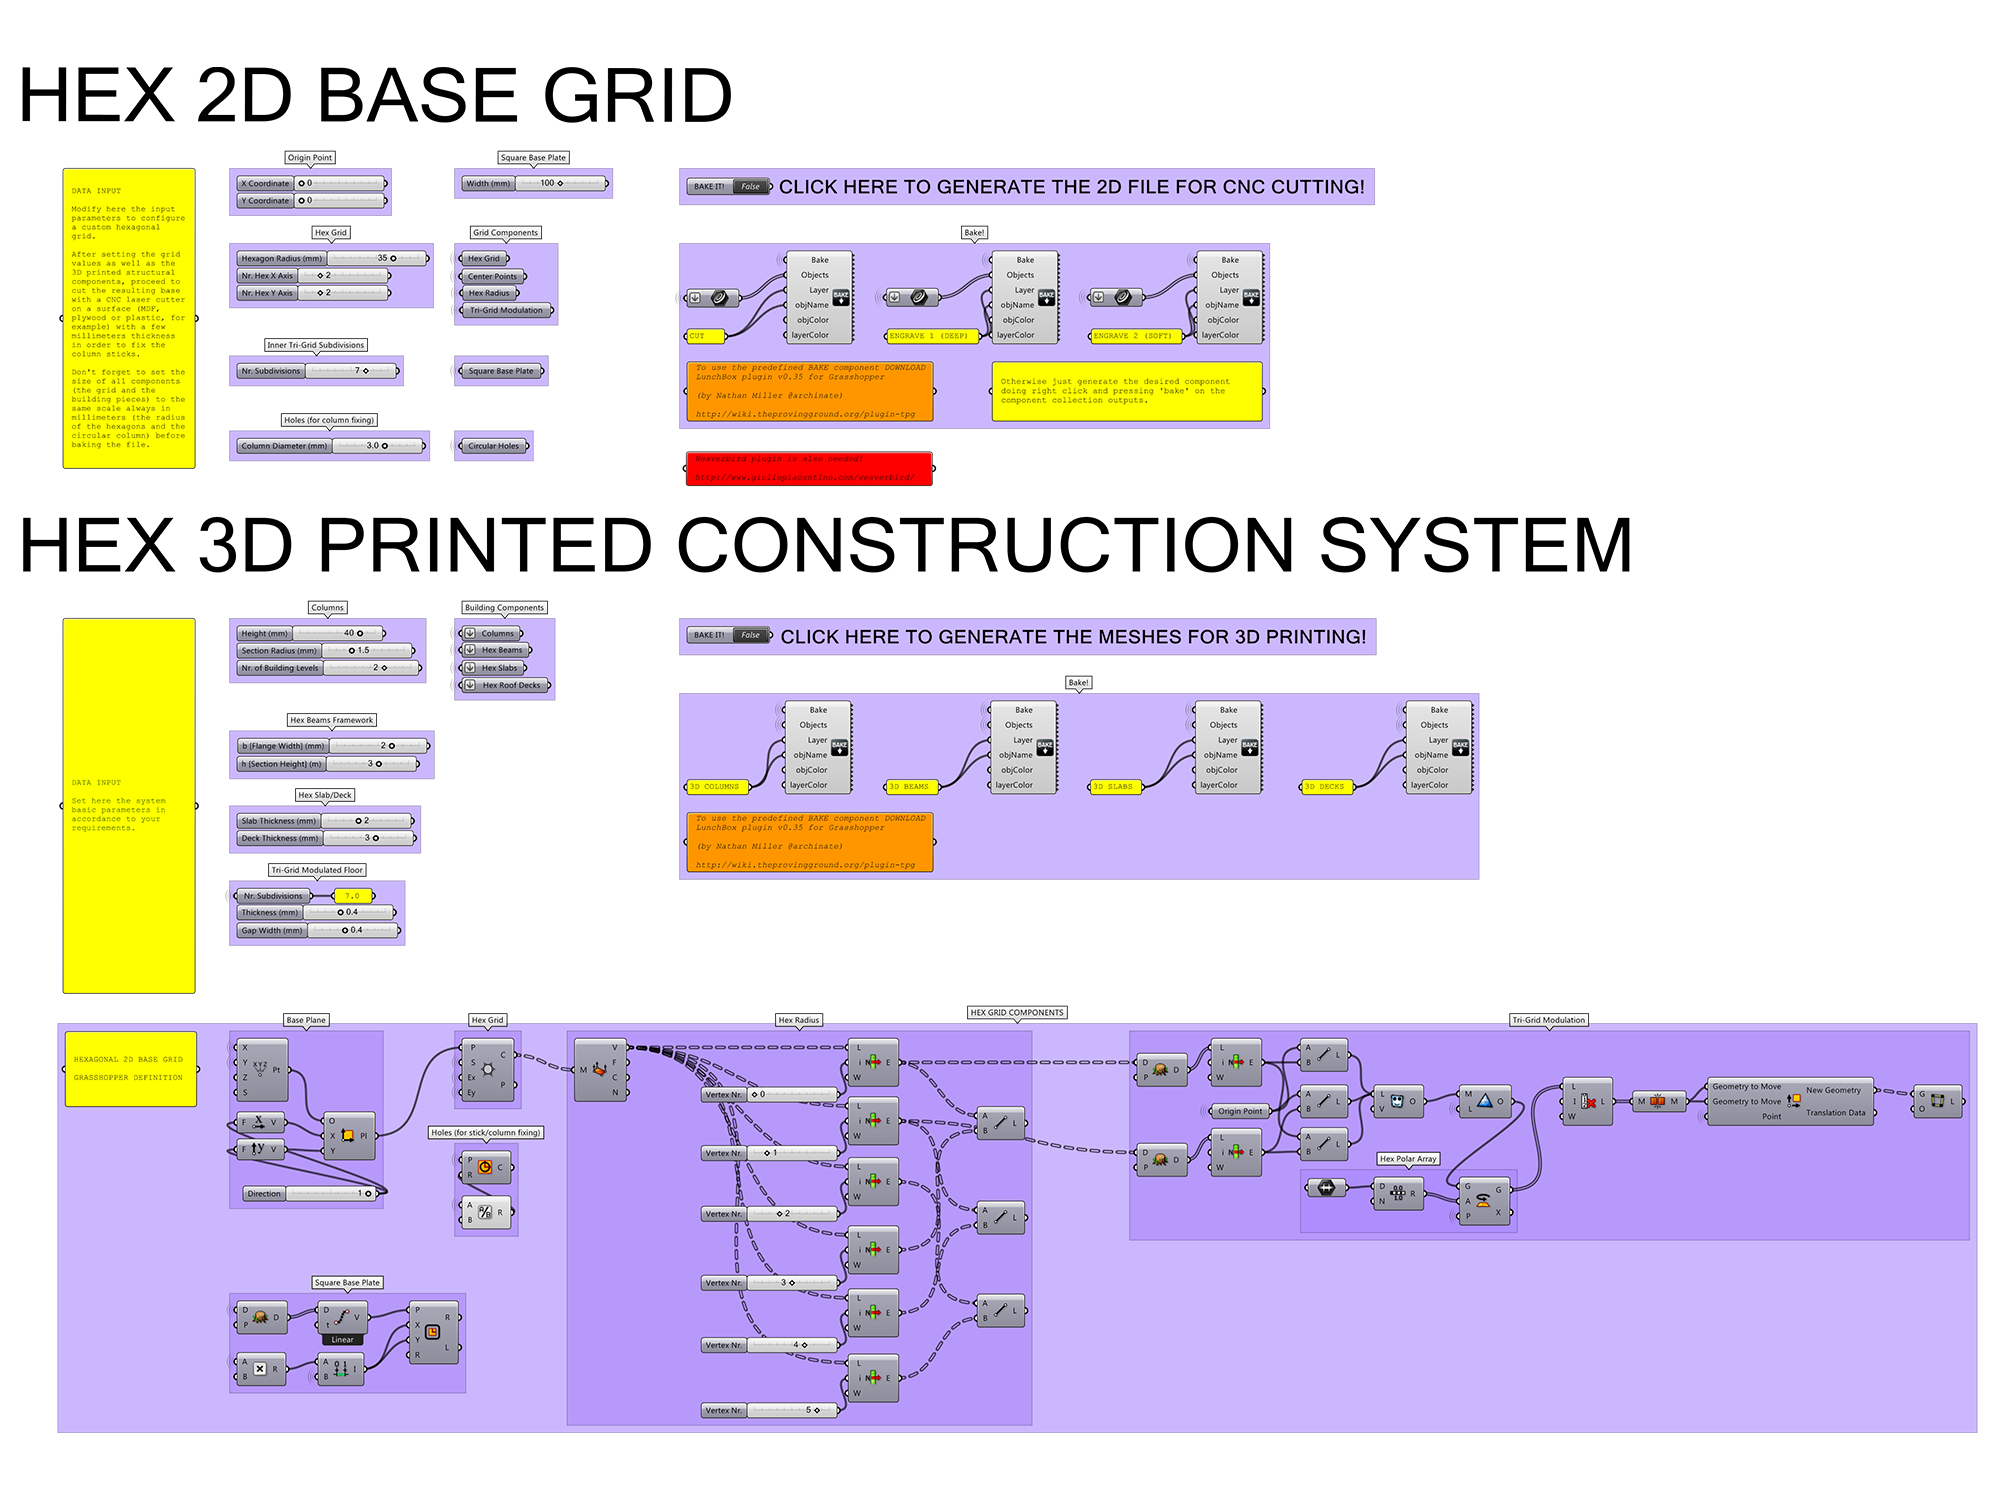 HEX 2D BASE GRID
DATA INPUT
Modify here the input
parameters to configure
a custom hexagonal
grid.
After setting the grid
values as well as the
3D printed structural
components, proceed to
cut the resulting base
with a CNC laser cutter
on a surface (MDF,
plywood or plastic, for
example) with a few
millimeters thickness
in order to fix the
column sticks.
Don't forget to set the
size of all components
(the grid and the
building pieces) to the
same scale always in
millimeters (the radius
of the hexagons and the
circular column) before
baking the file.
Origin Point
X Coordinate 0
Y Coordinate 0
Hex Grid
Hexagon Radius (mm) 35
Nr. Hex X Axis 2
Nr. Hex Y Axis 2
Inner Tri-Grid Subdivisions
Nr. Subdivisions 7
Holes (for column fixing)
Column Diameter (mm) 3.0
Square Base Plate
Width (mm) 100
Grid Components
Hex Grid
Center Points
Hex Radius
Tri-Grid Modulation
Square Base Plate
Circular Holes
BAKE IT! False CLICK HERE TO GENERATE THE 2D FILE FOR CNC CUTTING!
Bake!
CUT
Bake
Objects
Layer
objName
objColor
layerColor
BAKE
ENGRAVE 1 (DEEP)
Bake
Objects
Layer
objName
objColor
layerColor
BAKE
ENGRAVE 2 (SOFT)
Bake
Objects
Layer
objName
objColor
layerColor
BAKE
To use the predefined BAKE component DOWNLOAD
LunchBox plugin v0.35 for Grasshopper
(by Nathan Miller @archinate)
http://wiki.theprovingground.org/plugin-tpg
Otherwise just generate the desired component
doing right click and pressing 'bake' on the
component collection outputs.
Weaverbird plugin is also needed!
http://www.giuliopiacentino.com/weaverbird/
HEX 3D PRINTED CONSTRUCTION SYSTEM
DATA INPUT
Set here the system
basic parameters in
accordance to your
requirements.
Columns
Height (mm) 40
Section Radius (mm) 1.5
Nr. of Building Levels 2
Hex Beams Framework
b [Flange Width] (mm) 2
h [Section Height] (m) 3
Hex Slab/Deck
Slab Thickness (mm) 2
Deck Thickness (mm) 3
Tri-Grid Modulated Floor
Nr. Subdivisions 7.0
Thickness (mm) 0.4
Gap Width (mm) 0.4
Building Components
Columns
Hex Beams
Hex Slabs
Hex Roof Decks
BAKE IT! False CLICK HERE TO GENERATE THE MESHES FOR 3D PRINTING!
Bake!
3D COLUMNS
Bake
Objects
Layer
objName
objColor
layerColor
BAKE
3D BEAMS
Bake
Objects
Layer
objName
objColor
layerColor
BAKE
3D SLABS
Bake
Objects
Layer
objName
objColor
layerColor
BAKE
3D DECKS
Bake
Objects
Layer
objName
objColor
layerColor
BAKE
To use the predefined BAKE component DOWNLOAD
LunchBox plugin v0.35 for Grasshopper
(by Nathan Miller @archinate)
http://wiki.theprovingground.org/plugin-tpg
HEX GRID COMPONENTS
HEXAGONAL 2D BASE GRID
GRASSHOPPER DEFINITION
Base Plane
X
Y
Z
S
Pt
F x V
F y V
O
X
Y
Pl
Direction 1
Hex Grid
P
S
Ex
Ey
C
P
Holes (for stick/column fixing)
P
R
C
A
B
A/B
R
Square Base Plate
D
P
D
D
t
V
Linear
A
B
R
A
B
0 1
I
P
X
Y
R
R
L
Hex Radius
M
V
F
C
N
Vertex Nr. 0
L
i N E
W
Vertex Nr. 1
L
i N E
W
Vertex Nr. 2
L
i N E
W
Vertex Nr. 3
L
i N E
W
Vertex Nr. 4
L
i N E
W
Vertex Nr. 5
L
i N E
W
A
B
L
A
B
L
A
B
L
Tri-Grid Modulation
D
P
D
L
i N E
W
Origin Point
D
P
D
L
i N E
W
A
B
L
A
B
L
A
B
L
L
V
O
M
L
O
Hex Polar Array
D
N
0.0
1.0
R
G
A
P
G
X
L
I
W
L
M M
Geometry to Move
Geometry to Move
Point
New Geometry
Translation Data
G
O
L